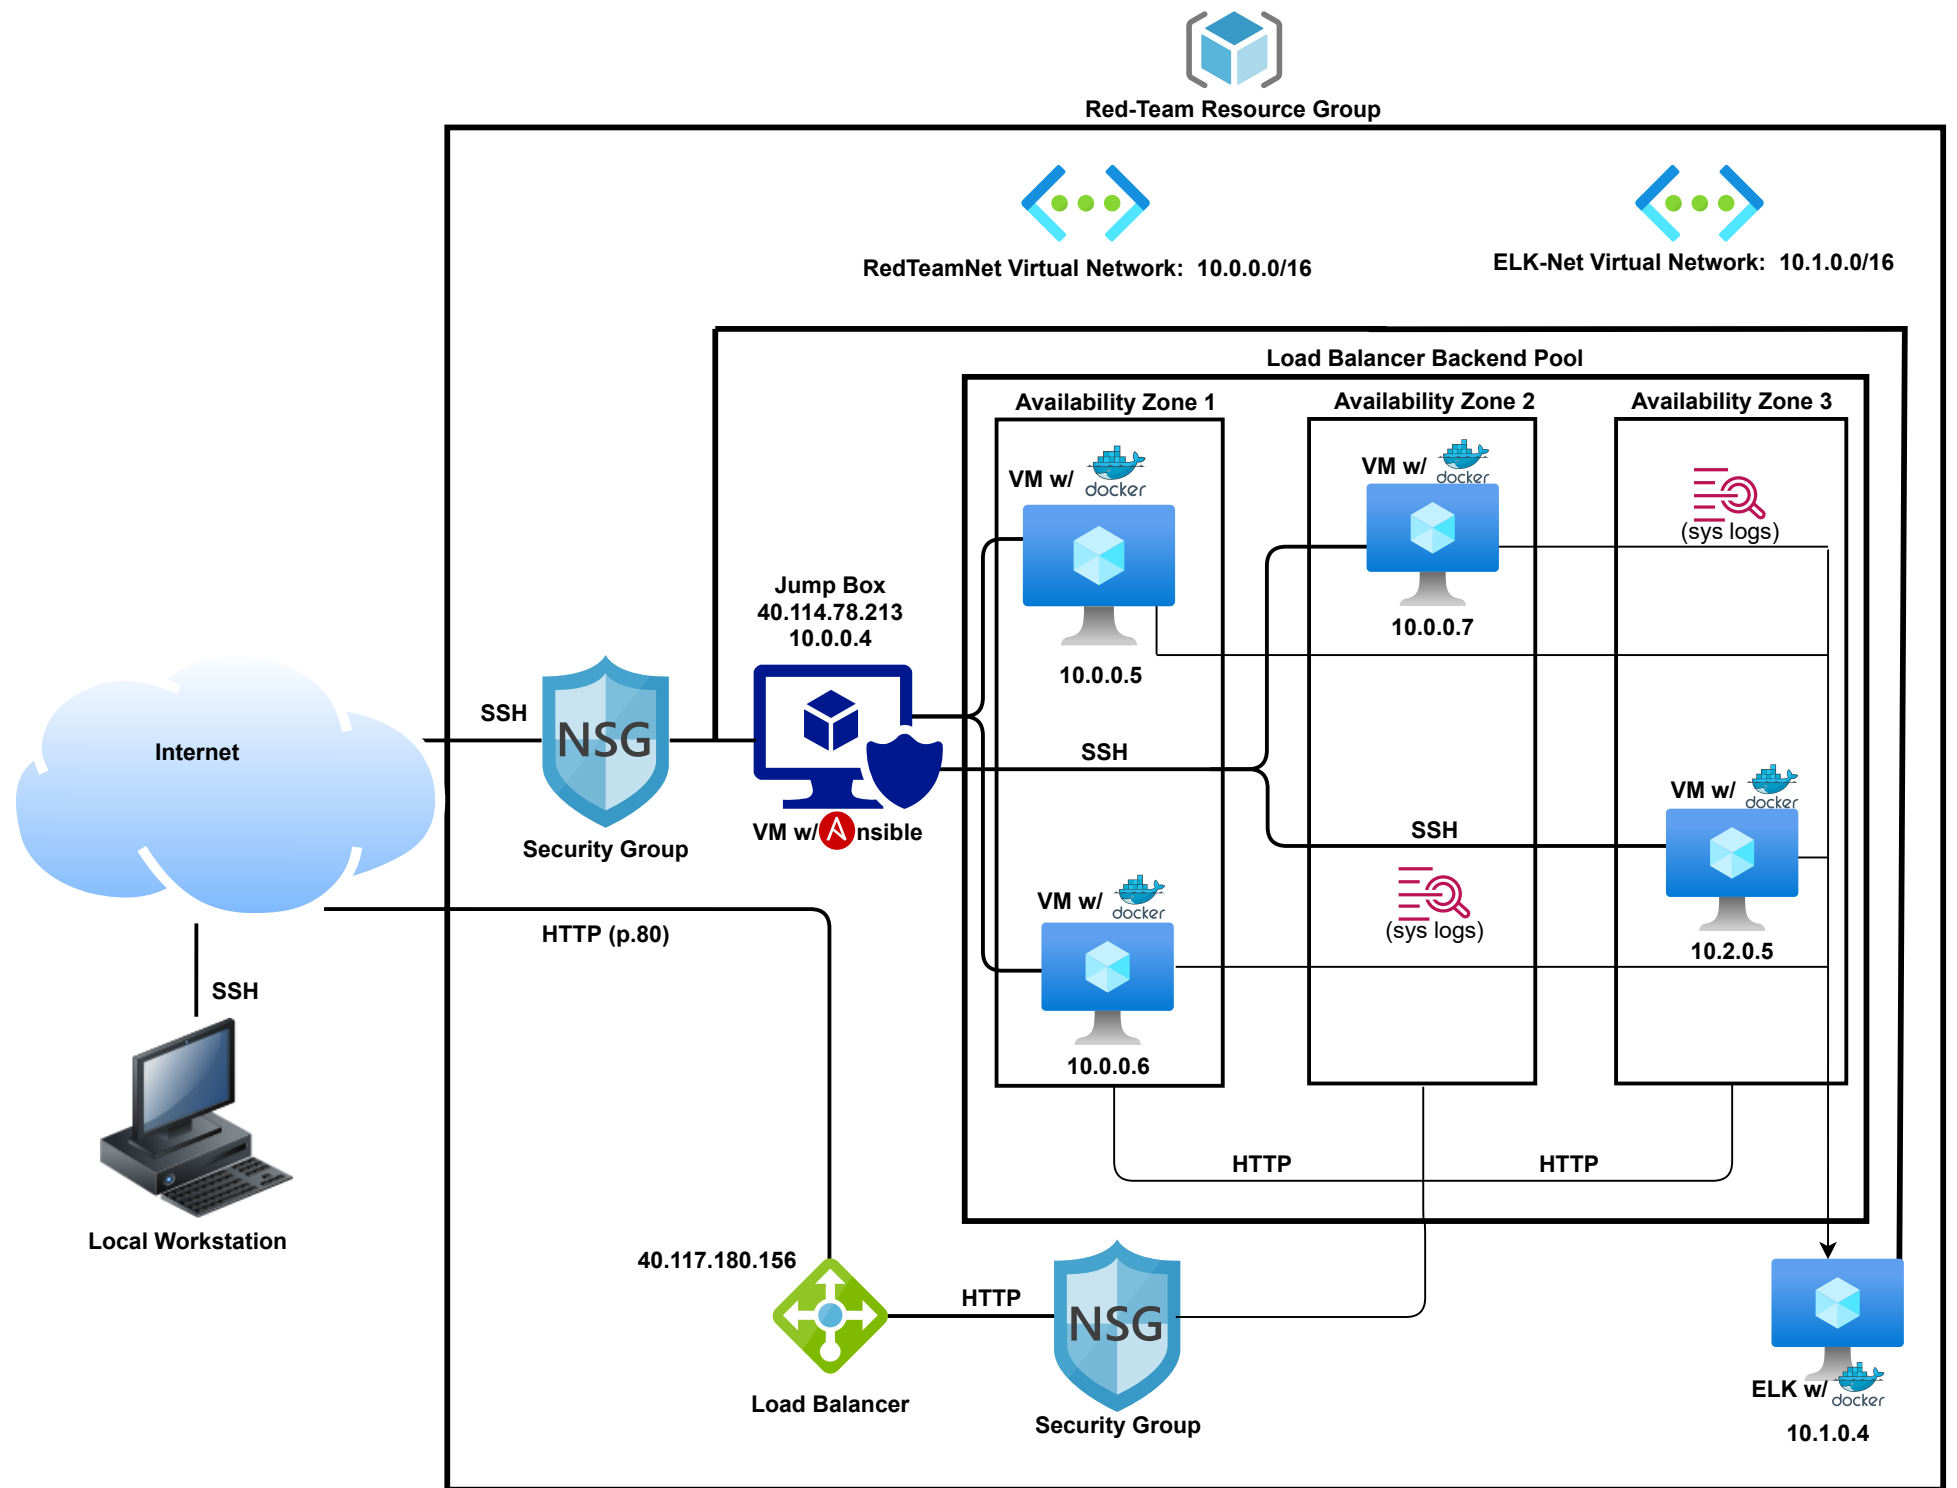 Red-Team Resource Group
RedTeamNet Virtual Network:  10.0.0.0/16
ELK-Net Virtual Network:  10.1.0.0/16
Load Balancer Backend Pool
Availability Zone 1
Availability Zone 2
Availability Zone 3
VM w/ docker
10.0.0.5
VM w/ docker
10.0.0.7
(sys logs)
Jump Box
40.114.78.213
10.0.0.4
VM w/ Ansible
SSH
NSG
Security Group
Internet
SSH
SSH
VM w/ docker
10.2.0.5
VM w/ docker
10.0.0.6
(sys logs)
HTTP (p.80)
SSH
Local Workstation
HTTP
HTTP
40.117.180.156
Load Balancer
HTTP
NSG
Security Group
ELK w/ docker
10.1.0.4